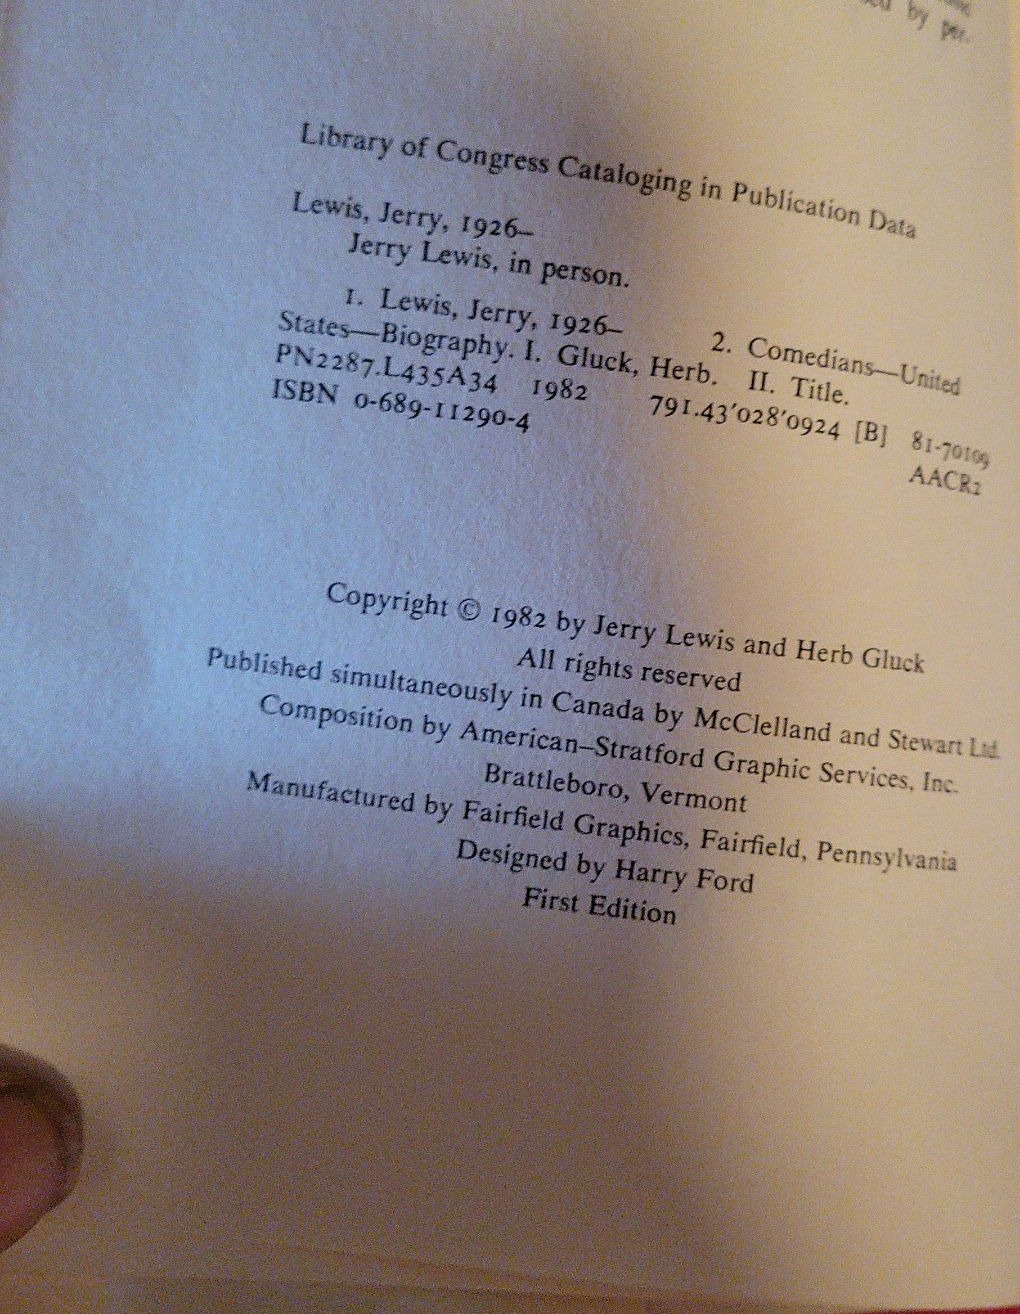 by per-
Library of Congress Cataloging in Publication Data
Lewis, Jerry, 1926–
Jerry Lewis, in person.
1. Lewis, Jerry, 1926– 2. Comedians—United
States—Biography. I. Gluck, Herb. II. Title.
PN2287.L435A34 1982 791.43'028'0924 [B] 81-70109
ISBN 0-689-11290-4 AACR2
Copyright © 1982 by Jerry Lewis and Herb Gluck
All rights reserved
Published simultaneously in Canada by McClelland and Stewart Ltd.
Composition by American–Stratford Graphic Services, Inc.
Brattleboro, Vermont
Manufactured by Fairfield Graphics, Fairfield, Pennsylvania
Designed by Harry Ford
First Edition